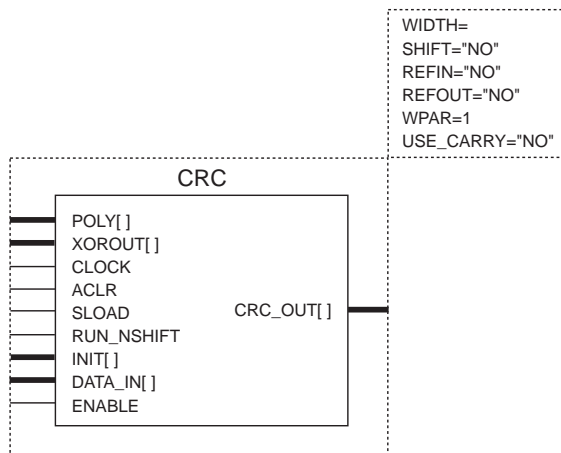 WIDTH=
SHIFT="NO"
REFIN="NO"
REFOUT="NO"
WPAR=1
USE_CARRY="NO"
CRC
POLY[ ]
XOROUT[ ]
CLOCK
ACLR
SLOAD
CRC_OUT[ ]
RUN_NSHIFT
INIT[ ]
DATA_IN[ ]
ENABLE